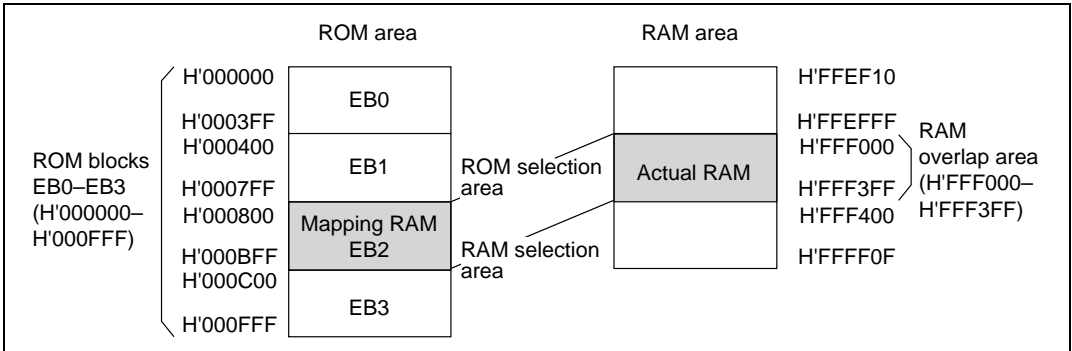 ROM area
RAM area
H'000000
EB0
H'0003FF
H'000400
EB1
H'0007FF
H'000800
Mapping RAM
EB2
H'000BFF
H'000C00
EB3
H'000FFF
ROM blocks
EB0–EB3
(H'000000–
H'000FFF)
ROM selection
area
RAM selection
area
Actual RAM
H'FFEF10
H'FFEFFF
H'FFF000
H'FFF3FF
H'FFF400
H'FFFF0F
RAM
overlap area
(H'FFF000–
H'FFF3FF)